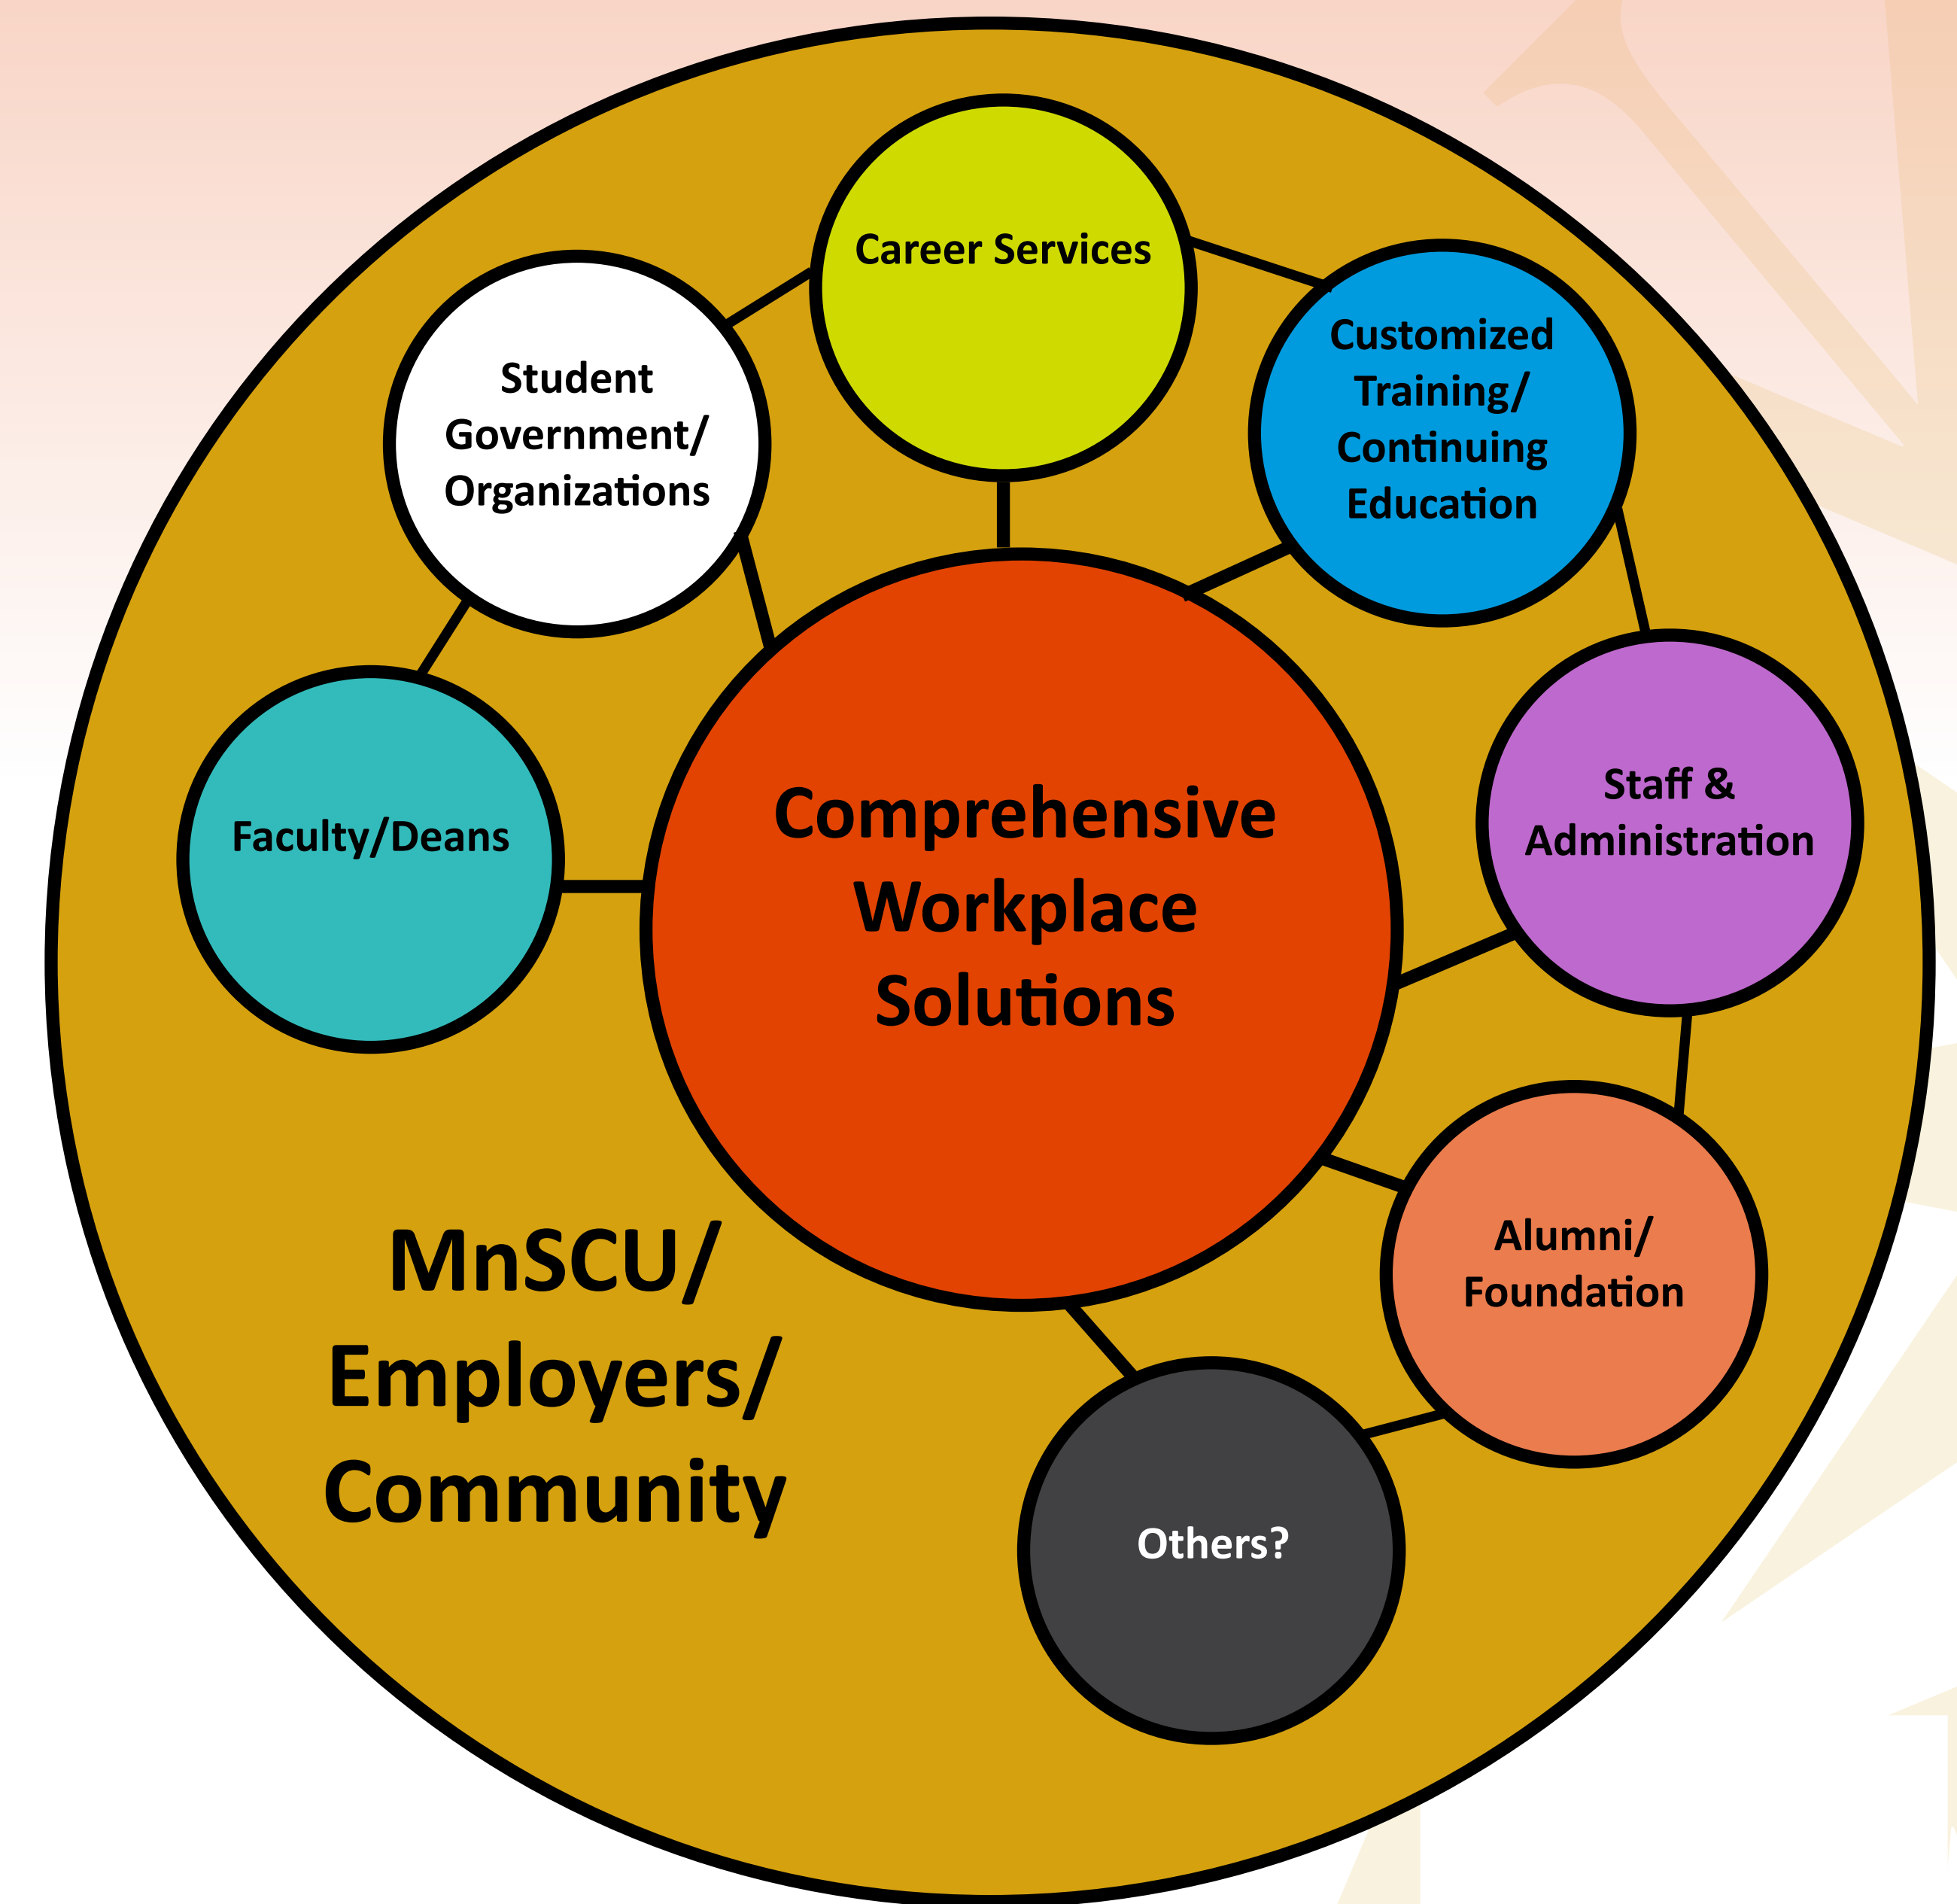 Career Services
Student
Government/
Organizations
Customized
Training/
Continuing
Education
Faculty/Deans
Comprehensive
Workplace
Solutions
Staff &
Administration
Alumni/
Foundation
MnSCU/
Employers/
Community
Others?